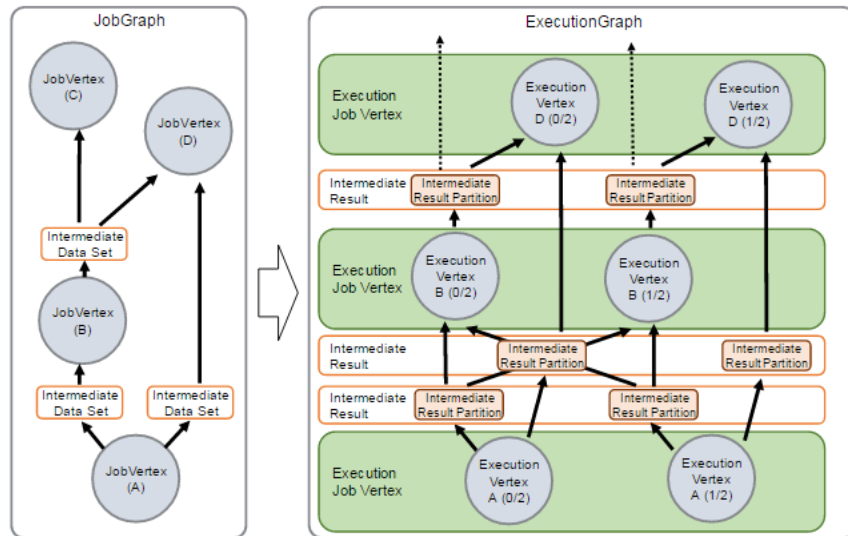 JobGraph
JobVertex
(C)
JobVertex
(D)
Intermediate
Data Set
JobVertex
(B)
Intermediate
Data Set
Intermediate
Data Set
JobVertex
(A)
ExecutionGraph
Execution
Job Vertex
Execution
Vertex
D (0/2)
Execution
Vertex
D (1/2)
Intermediate
Result
Intermediate
Result Partition
Intermediate
Result Partition
Execution
Job Vertex
Execution
Vertex
B (0/2)
Execution
Vertex
B (1/2)
Intermediate
Result
Intermediate
Result Partition
Intermediate
Result Partition
Intermediate
Result
Intermediate
Result Partition
Intermediate
Result Partition
Execution
Job Vertex
Execution
Vertex
A (0/2)
Execution
Vertex
A (1/2)